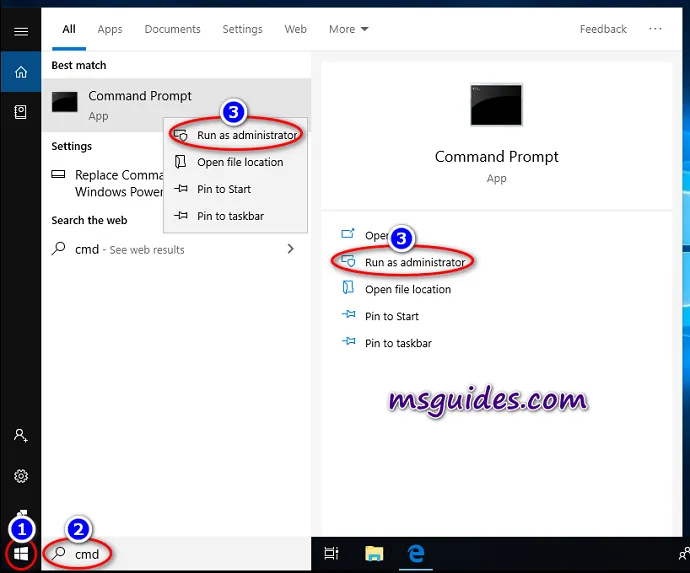 All Apps Documents Settings Web More Feedback ...
Best match
Command Prompt
App
3
Run as administrator
Open file location
Pin to Start
Pin to taskbar
Settings
Replace Comma
Windows Power
Search the web
cmd - See web results
Command Prompt
App
Open
3
Run as administrator
Open file location
Pin to Start
Pin to taskbar
msguides.com
1
2
cmd